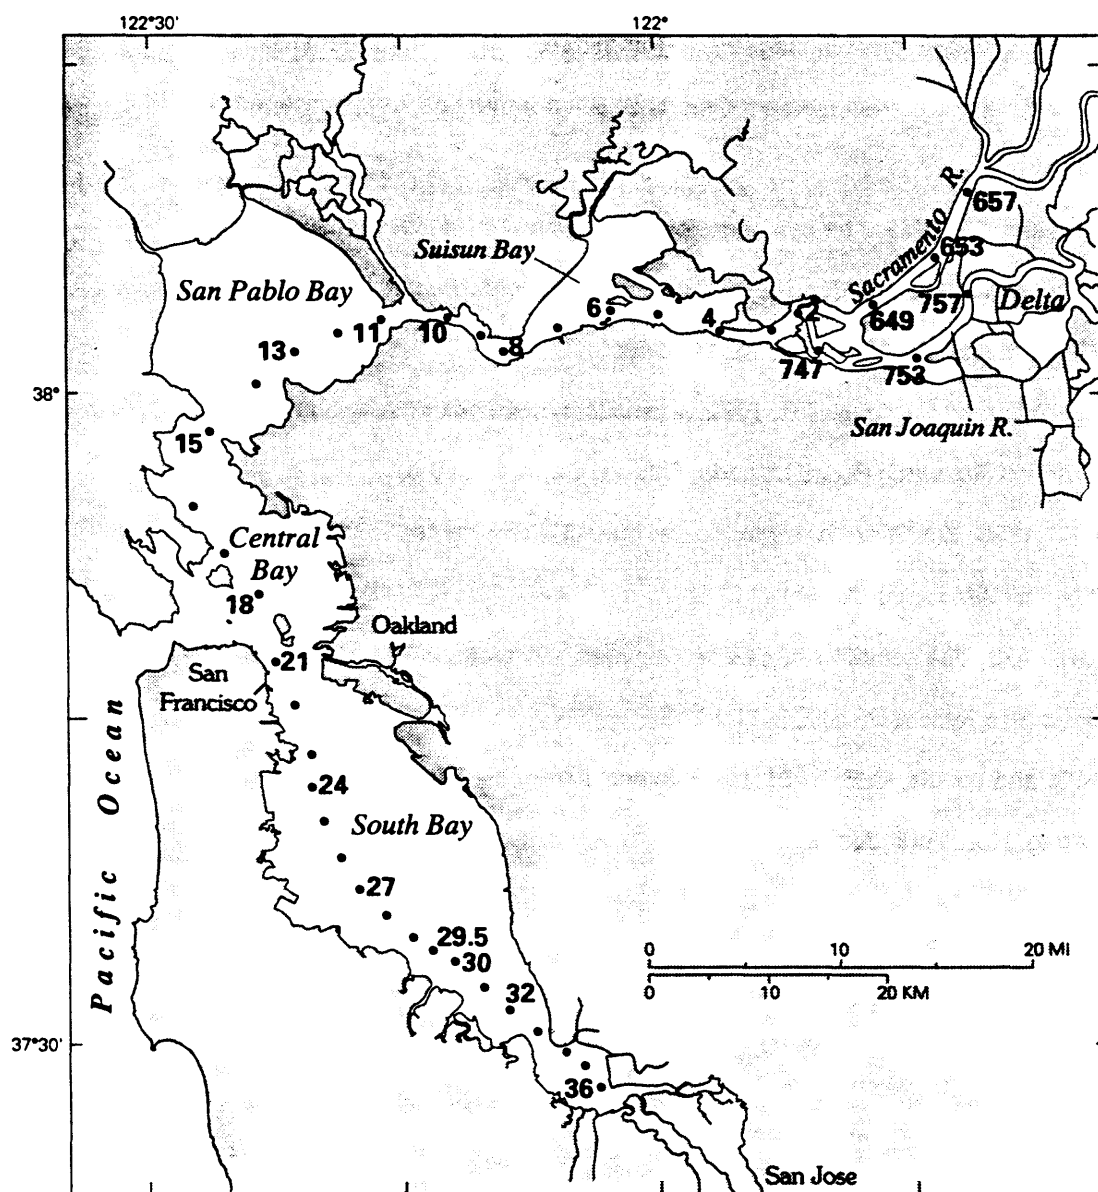 122°30'
122°
R.
657
Sacramento
653
Suisun Bay
San Pablo Bay
6
757
Delta
11
10
4
2
649
13
8
747
753
38°
15
San Joaquin R.
Central
Bay
18
Oakland
21
San
Francisco
Pacific Ocean
24
South Bay
27
29.5
0 10 20 MI
30
0 10 20 KM
32
37°30'
36
San Jose